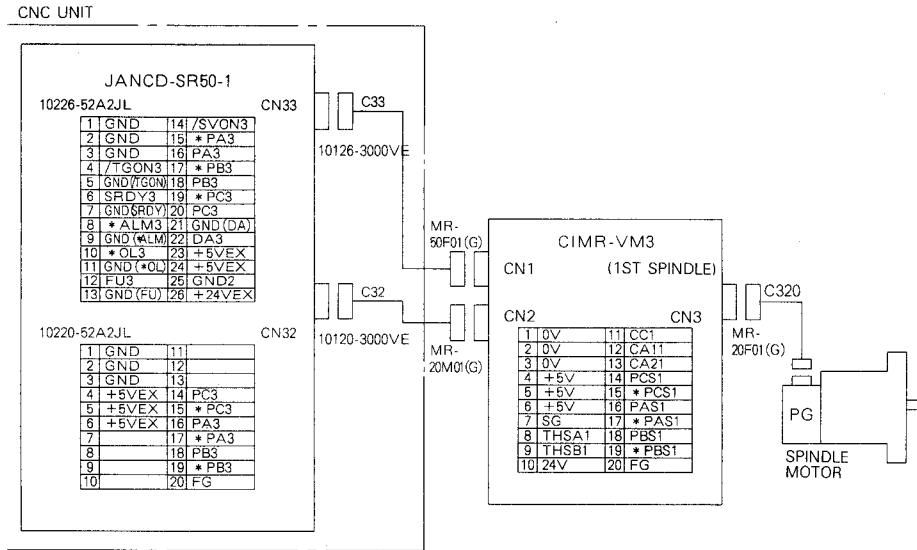 CNC UNIT
JANCD-SR50-1
10226-52A2JL CN33
1 GND 14 /SVON3
2 GND 15 *PA3
3 GND 16 PA3
4 /TGON3 17 *PB3
5 GND(/TGON) 18 PB3
6 SRDY3 19 *PC3
7 GND(SRDY) 20 PC3
8 *ALM3 21 GND(DA)
9 GND(*ALM) 22 DA3
10 *OL3 23 +5VEX
11 GND(*OL) 24 +5VEX
12 FU3 25 GND2
13 GND(FU) 26 +24VEX
10220-52A2JL CN32
1 GND 11
2 GND 12
3 GND 13
4 +5VEX 14 PC3
5 +5VEX 15 *PC3
6 +5VEX 16 PA3
7 17 *PA3
8 18 PB3
9 19 *PB3
10 20 FG
C33
10126-3000VE
C32
10120-3000VE
MR-
50F01(G)
MR-
20M01(G)
CIMR-VM3
CN1 (1ST SPINDLE)
CN2 CN3
1 0V 11 CC1
2 0V 12 CA11
3 0V 13 CA21
4 +5V 14 PCS1
5 +5V 15 *PCS1
6 +5V 16 PAS1
7 SG 17 *PAS1
8 THSA1 18 PBS1
9 THSB1 19 *PBS1
10 24V 20 FG
C320
MR-
20F01(G)
PG
SPINDLE
MOTOR